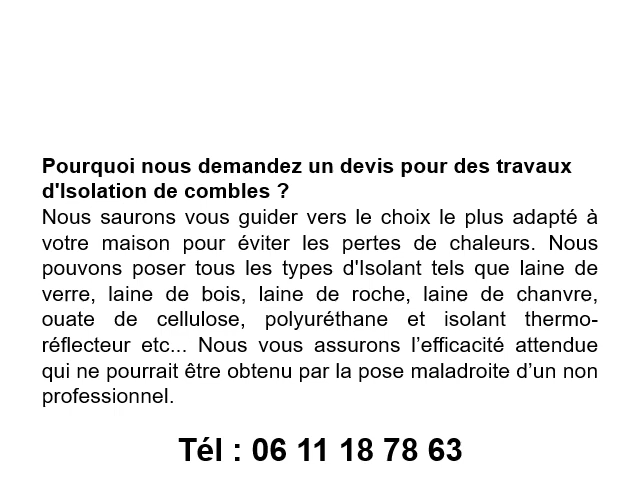 Pourquoi nous demandez un devis pour des travaux
d'Isolation de combles ?
Nous saurons vous guider vers le choix le plus adapté à
votre maison pour éviter les pertes de chaleurs. Nous
pouvons poser tous les types d'Isolant tels que laine de
verre, laine de bois, laine de roche, laine de chanvre,
ouate de cellulose, polyuréthane et isolant thermo-
réflecteur etc... Nous vous assurons l’efficacité attendue
qui ne pourrait être obtenu par la pose maladroite d’un non
professionnel.
Tél : 06 11 18 78 63